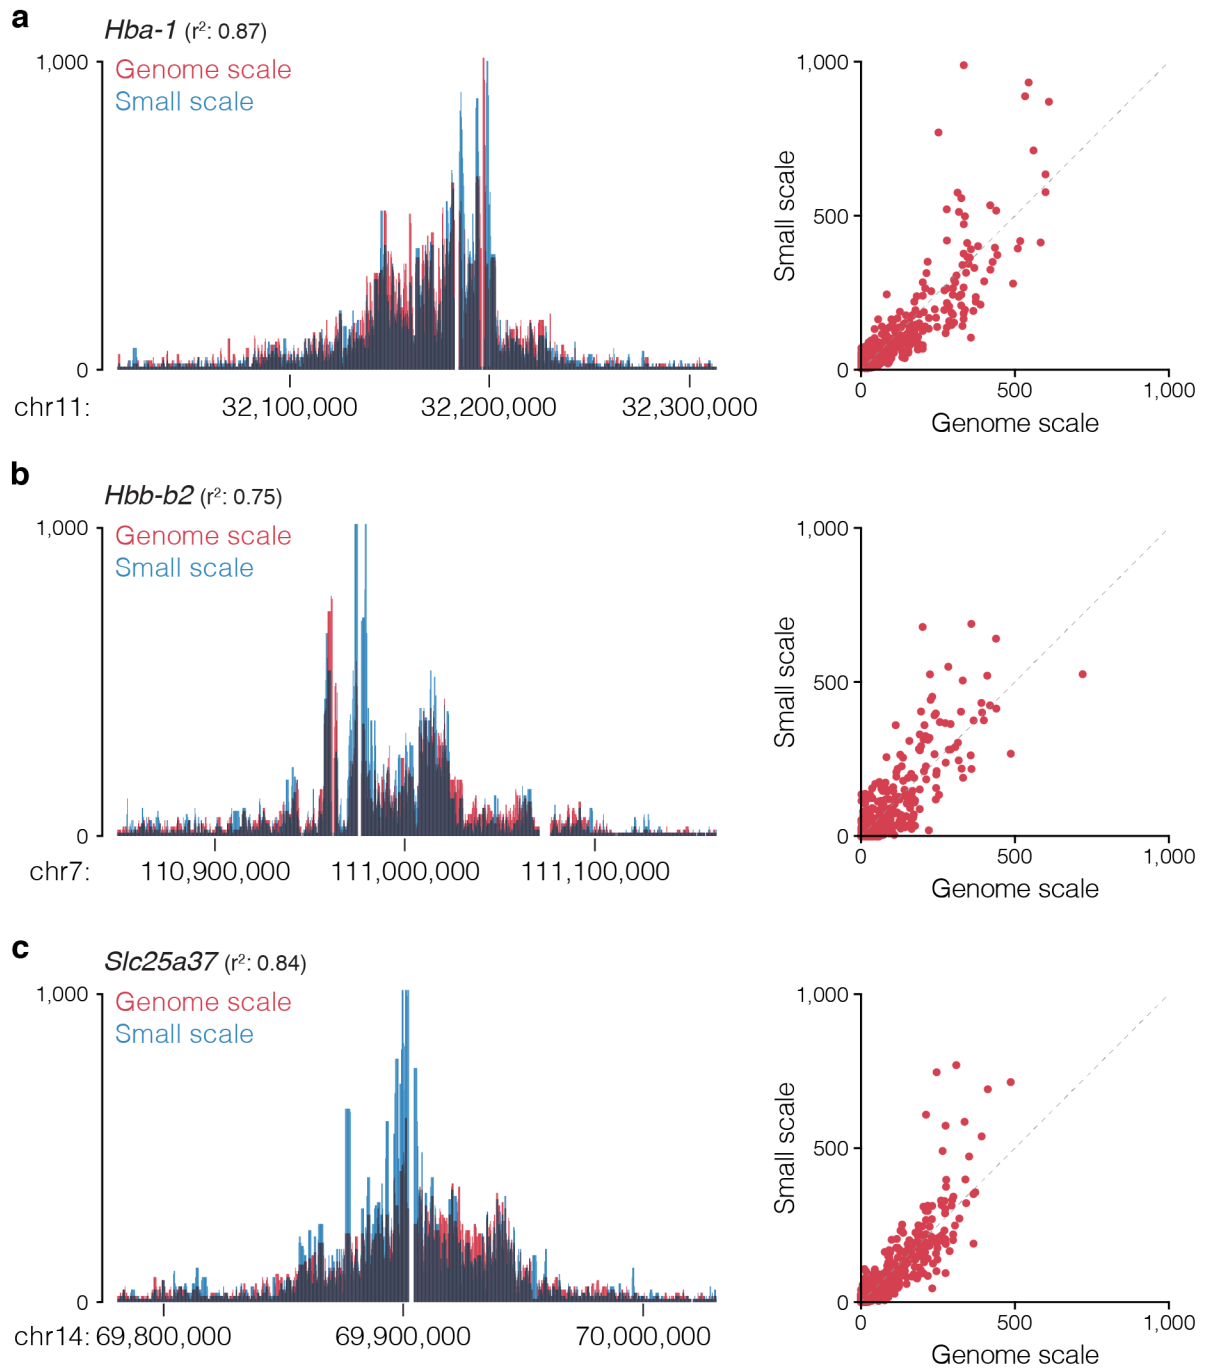 a
Hba-1 (r²: 0.87)
1,000
Genome scale
Small scale
0
chr11:
32,100,000
32,200,000
32,300,000
1,000
500
0
Small scale
0
500
1,000
Genome scale
b
Hbb-b2 (r²: 0.75)
1,000
Genome scale
Small scale
0
chr7:
110,900,000
111,000,000
111,100,000
1,000
500
0
Small scale
0
500
1,000
Genome scale
c
Slc25a37 (r²: 0.84)
1,000
Genome scale
Small scale
0
chr14:
69,800,000
69,900,000
70,000,000
1,000
500
0
Small scale
0
500
1,000
Genome scale